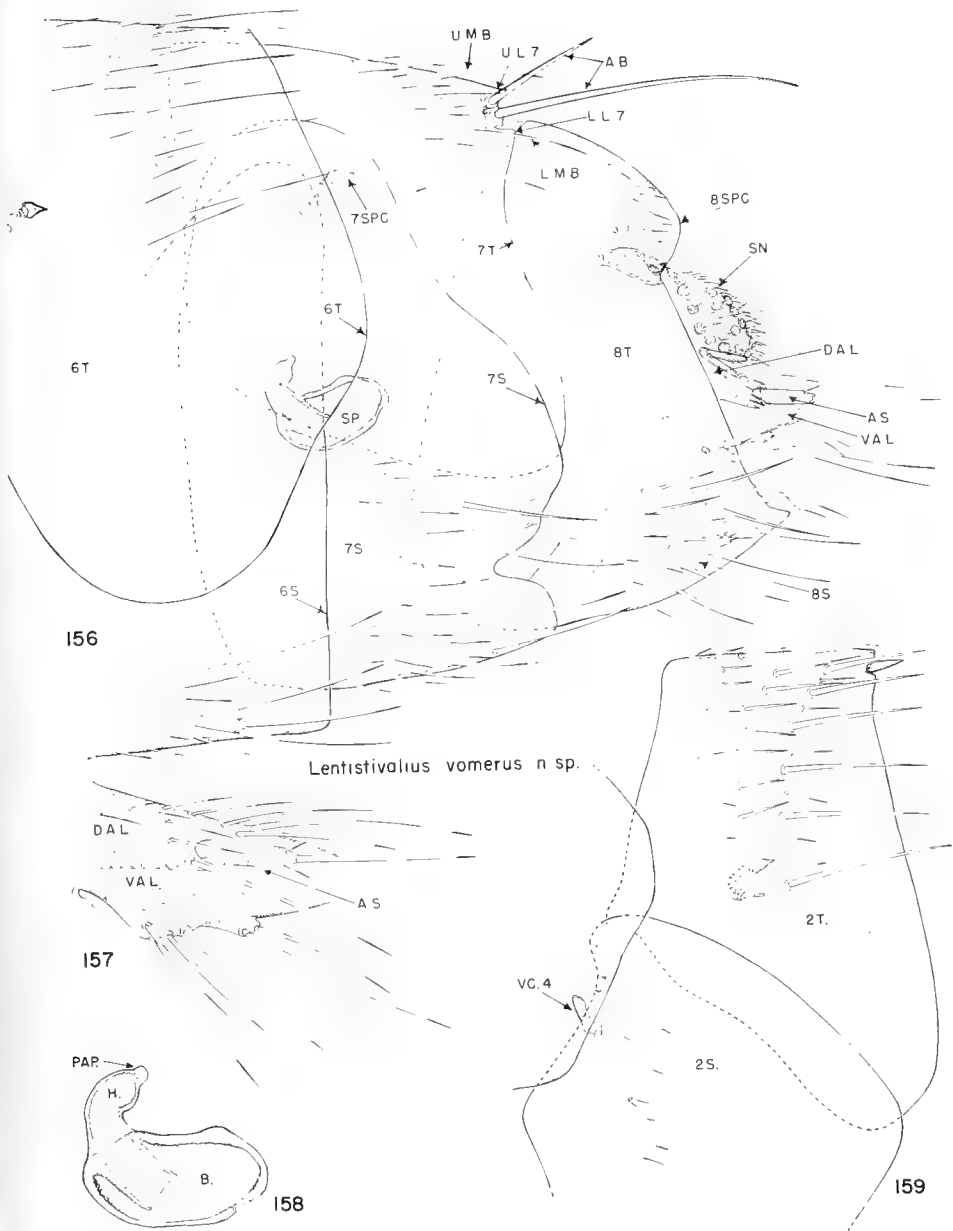 UMB
UL7
AB
LL7
LMB
7SPC
8SPC
7T
SN
6T
6T
8T
DAL
7S
SP
AS
VAL
7S
6S
8S
156
Lentistivalius vomerus n sp.
DAL
VAL
AS
157
2T.
VC.4
2S.
PAP.
H.
B.
158
159